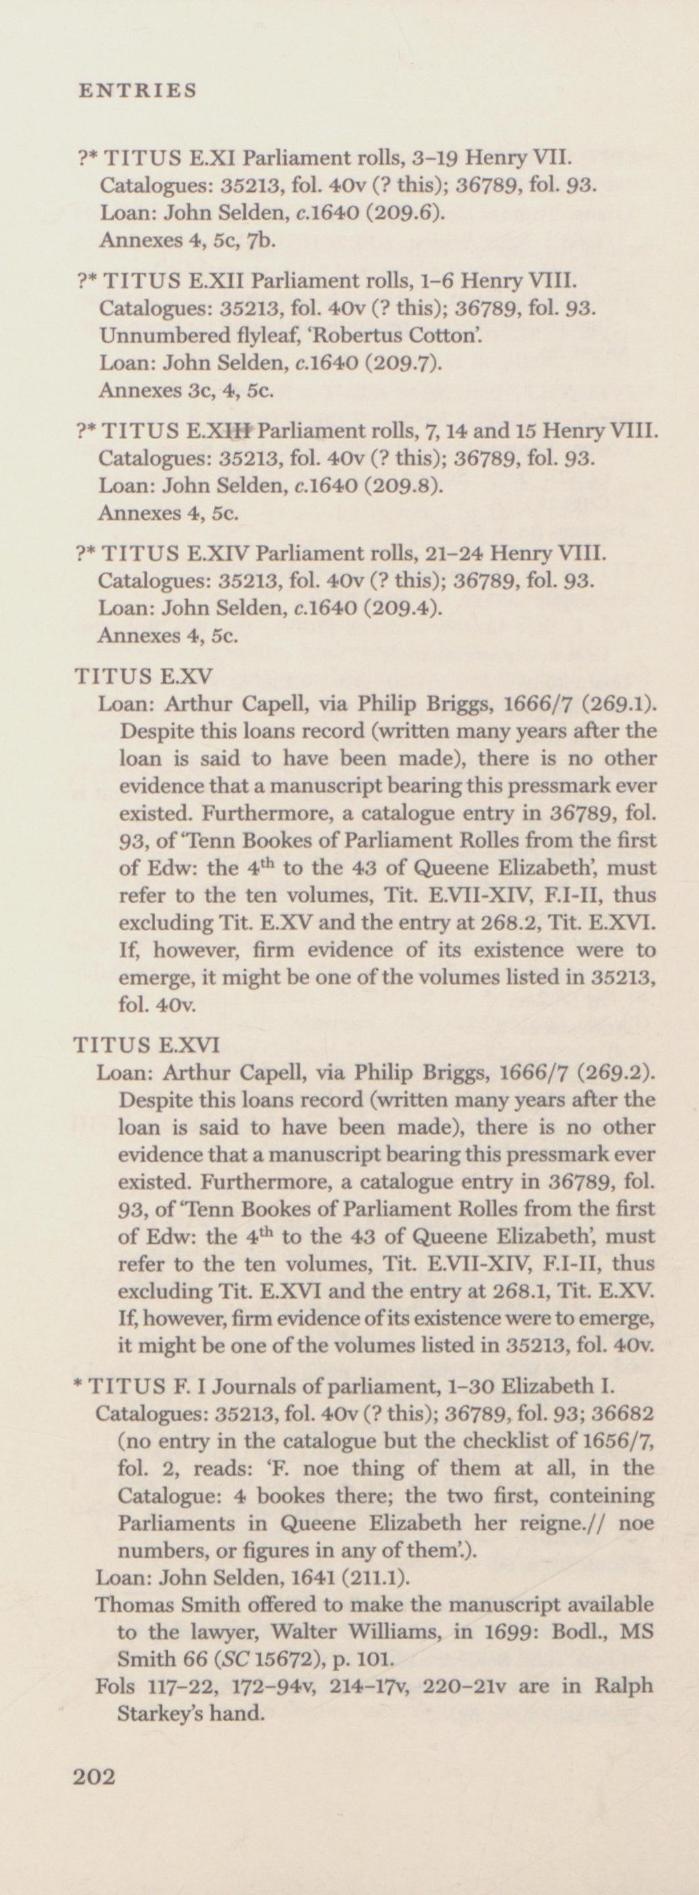 ENTRIES
?* TITUS E.XI Parliament rolls, 3–19 Henry VII.
Catalogues: 35213, fol. 40v (? this); 36789, fol. 93.
Loan: John Selden, c.1640 (209.6).
Annexes 4, 5c, 7b.
?* TITUS E.XII Parliament rolls, 1–6 Henry VIII.
Catalogues: 35213, fol. 40v (? this); 36789, fol. 93.
Unnumbered flyleaf, ‘Robertus Cotton’.
Loan: John Selden, c.1640 (209.7).
Annexes 3c, 4, 5c.
?* TITUS E.XIII Parliament rolls, 7, 14 and 15 Henry VIII.
Catalogues: 35213, fol. 40v (? this); 36789, fol. 93.
Loan: John Selden, c.1640 (209.8).
Annexes 4, 5c.
?* TITUS E.XIV Parliament rolls, 21–24 Henry VIII.
Catalogues: 35213, fol. 40v (? this); 36789, fol. 93.
Loan: John Selden, c.1640 (209.4).
Annexes 4, 5c.
TITUS E.XV
Loan: Arthur Capell, via Philip Briggs, 1666/7 (269.1).
Despite this loans record (written many years after the
loan is said to have been made), there is no other
evidence that a manuscript bearing this pressmark ever
existed. Furthermore, a catalogue entry in 36789, fol.
93, of ‘Tenn Bookes of Parliament Rolles from the first
of Edw: the 4th to the 43 of Queene Elizabeth’, must
refer to the ten volumes, Tit. E.VII-XIV, F.I-II, thus
excluding Tit. E.XV and the entry at 268.2, Tit. E.XVI.
If, however, firm evidence of its existence were to
emerge, it might be one of the volumes listed in 35213,
fol. 40v.
TITUS E.XVI
Loan: Arthur Capell, via Philip Briggs, 1666/7 (269.2).
Despite this loans record (written many years after the
loan is said to have been made), there is no other
evidence that a manuscript bearing this pressmark ever
existed. Furthermore, a catalogue entry in 36789, fol.
93, of ‘Tenn Bookes of Parliament Rolles from the first
of Edw: the 4th to the 43 of Queene Elizabeth’, must
refer to the ten volumes, Tit. E.VII-XIV, F.I-II, thus
excluding Tit. E.XVI and the entry at 268.1, Tit. E.XV.
If, however, firm evidence of its existence were to emerge,
it might be one of the volumes listed in 35213, fol. 40v.
* TITUS F. I Journals of parliament, 1–30 Elizabeth I.
Catalogues: 35213, fol. 40v (? this); 36789, fol. 93; 36682
(no entry in the catalogue but the checklist of 1656/7,
fol. 2, reads: ‘F. noe thing of them at all, in the
Catalogue: 4 bookes there; the two first, conteining
Parliaments in Queene Elizabeth her reigne.// noe
numbers, or figures in any of them’.).
Loan: John Selden, 1641 (211.1).
Thomas Smith offered to make the manuscript available
to the lawyer, Walter Williams, in 1699: Bodl., MS
Smith 66 (SC 15672), p. 101.
Fols 117–22, 172–94v, 214–17v, 220–21v are in Ralph
Starkey’s hand.
202